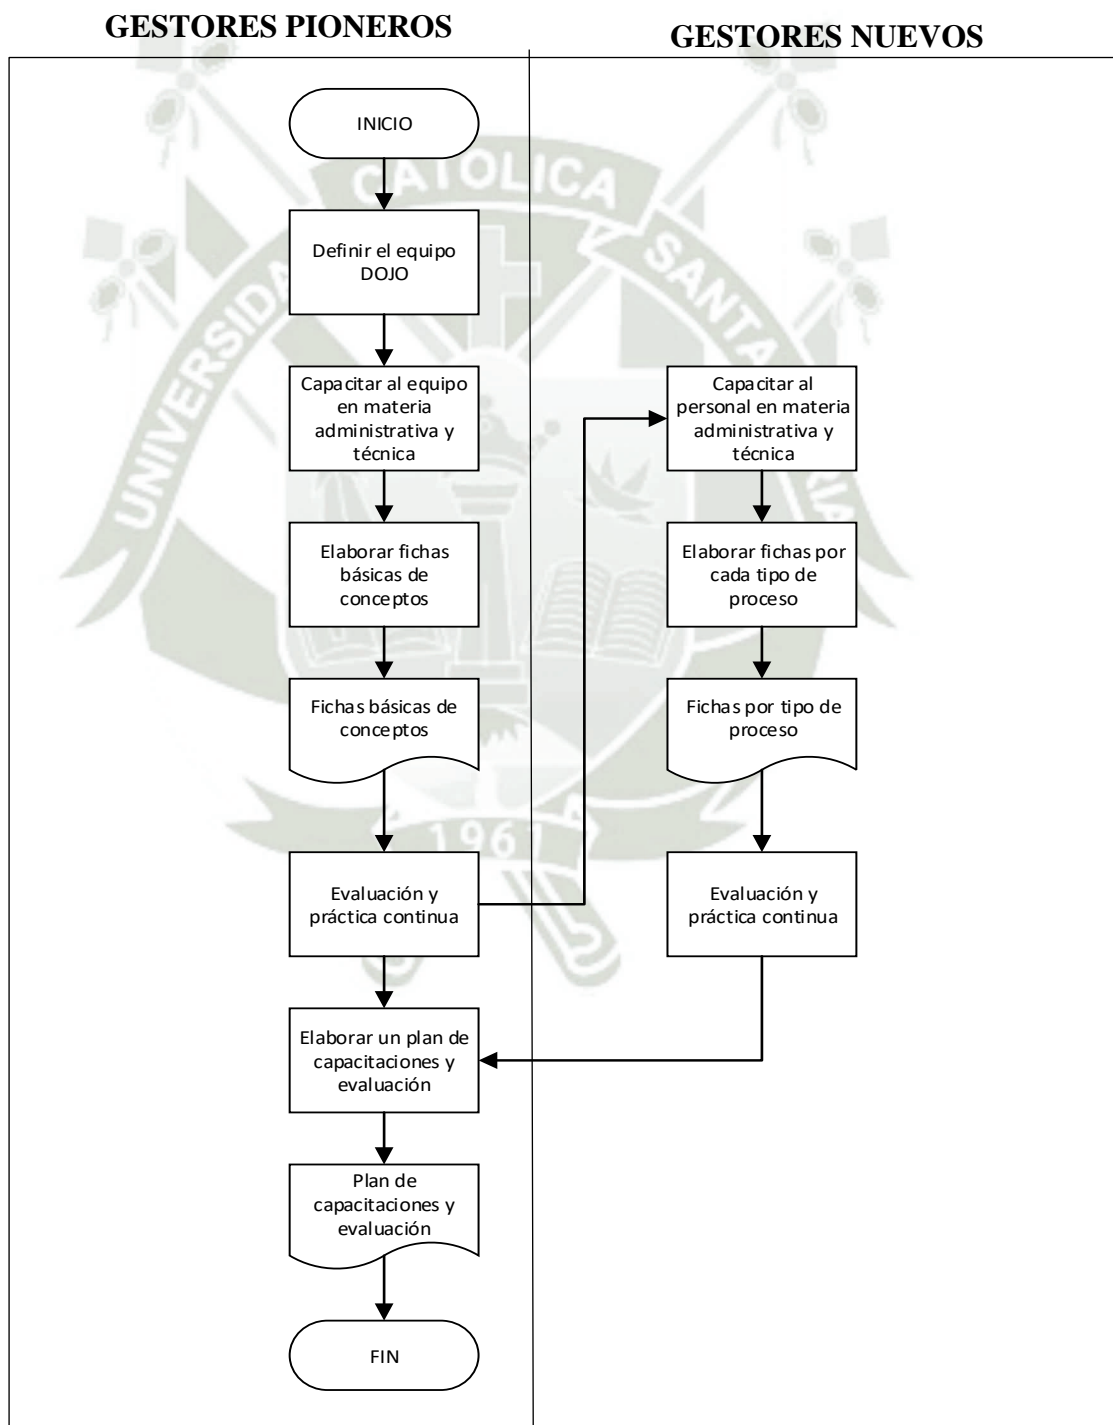 GESTORES PIONEROS
GESTORES NUEVOS
INICIO
Definir el equipo
DOJO
Capacitar al equipo
en materia
administrativa y
técnica
Elaborar fichas
básicas de
conceptos
Fichas básicas de
conceptos
Evaluación y
práctica continua
Elaborar un plan de
capacitaciones y
evaluación
Plan de
capacitaciones y
evaluación
FIN
Capacitar al
personal en materia
administrativa y
técnica
Elaborar fichas por
cada tipo de
proceso
Fichas por tipo de
proceso
Evaluación y
práctica continua
CATOLICA
SANTA
1961